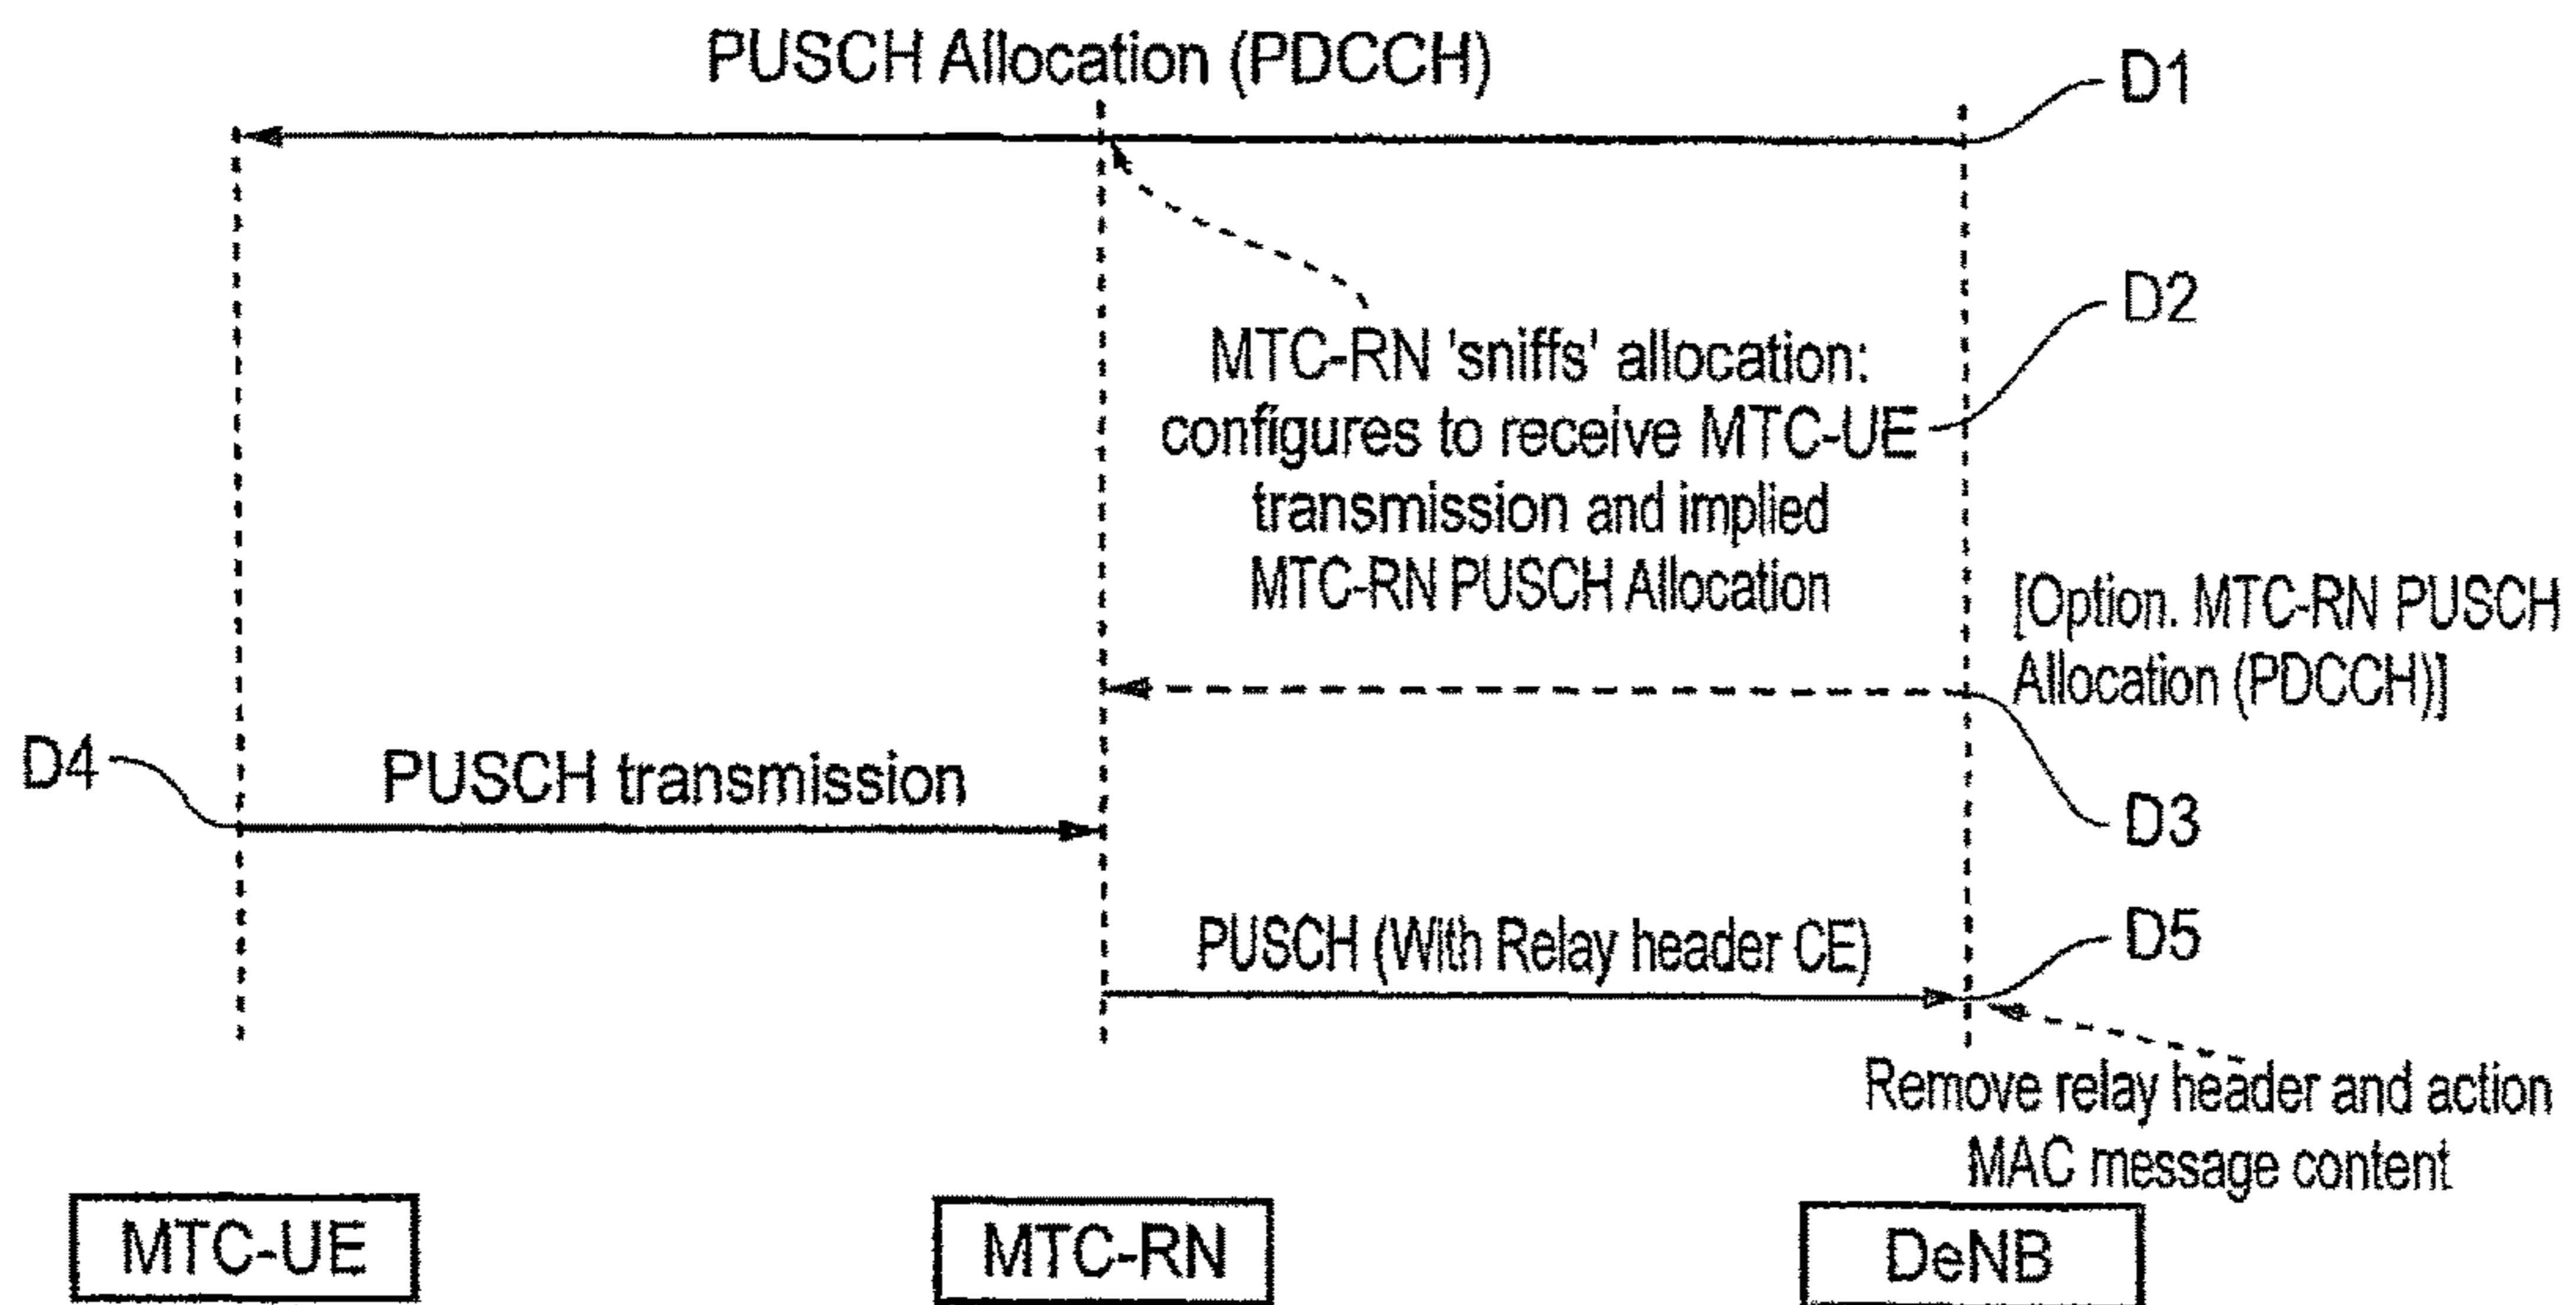 PUSCH Allocation (PDCCH)
D1
D2
MTC-RN 'sniffs' allocation:
configures to receive MTC-UE
transmission and implied
MTC-RN PUSCH Allocation
[Option. MTC-RN PUSCH
Allocation (PDCCH)]
D4
PUSCH transmission
D3
PUSCH (With Relay header CE)
D5
Remove relay header and action
MAC message content
MTC-UE
MTC-RN
DeNB